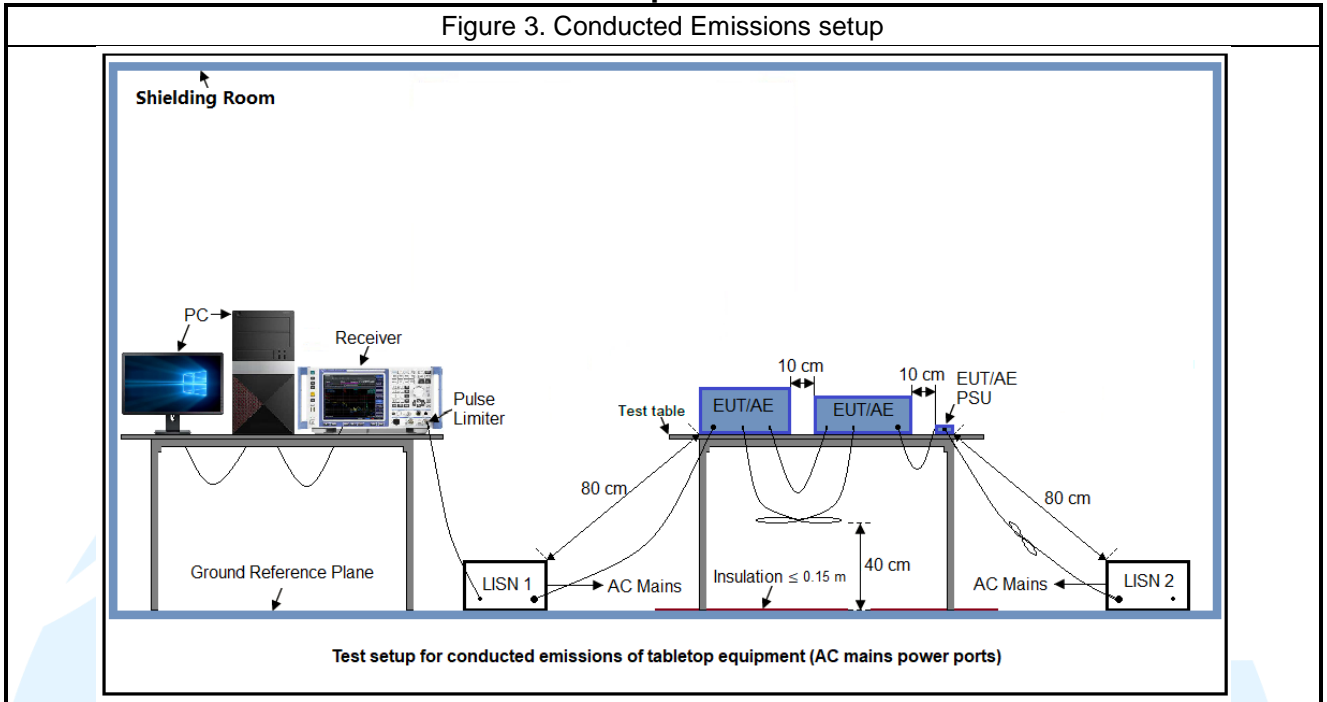 Figure 3. Conducted Emissions setup
Shielding Room
PC
Receiver
Pulse
Limiter
Test table
EUT/AE
10 cm
EUT/AE
10 cm
EUT/AE
PSU
80 cm
80 cm
40 cm
Ground Reference Plane
LISN 1
AC Mains
Insulation ≤ 0.15 m
AC Mains
LISN 2
Test setup for conducted emissions of tabletop equipment (AC mains power ports)